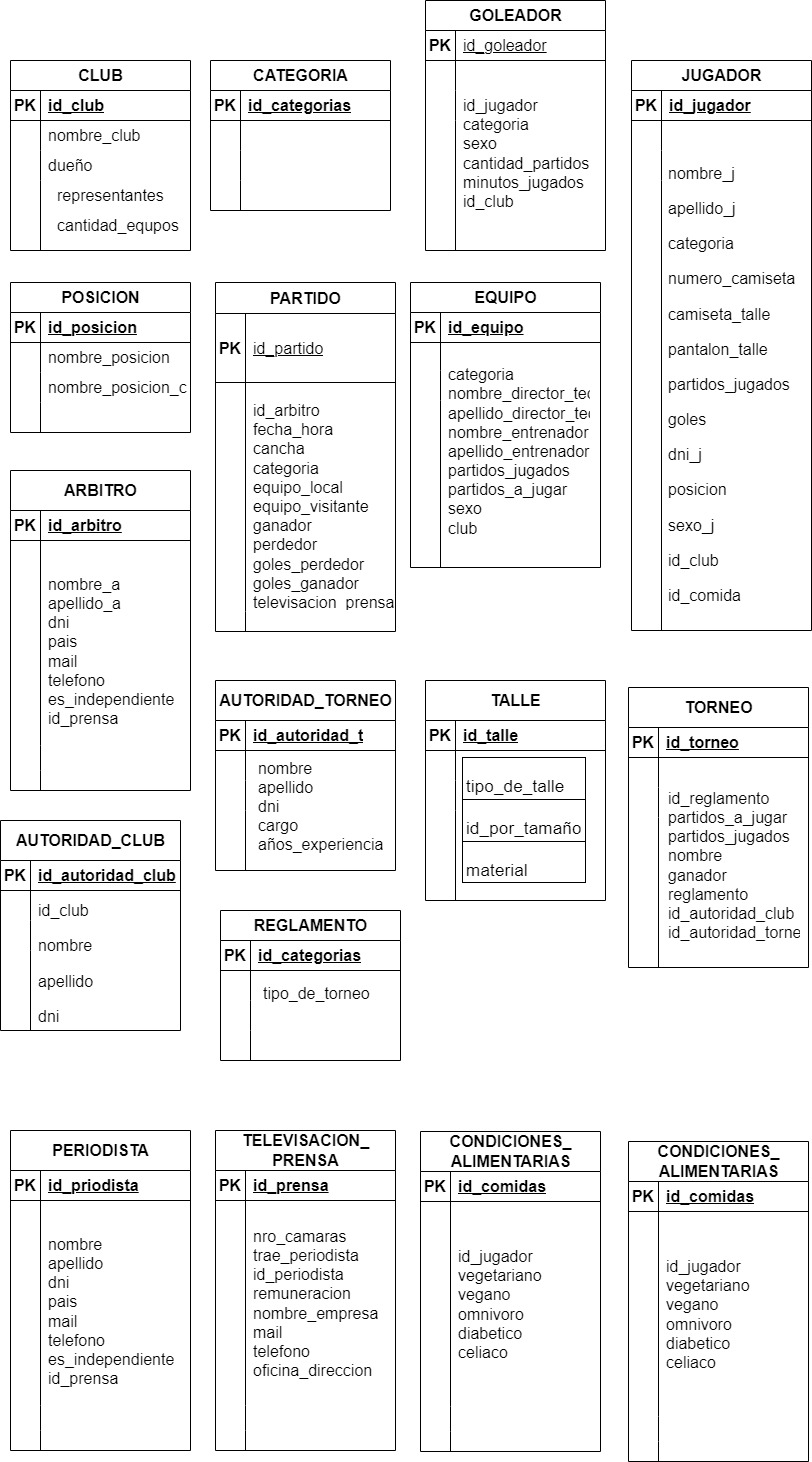 GOLEADOR
PK id_goleador
id_jugador
categoria
sexo
cantidad_partidos
minutos_jugados
id_club
CLUB
PK id_club
nombre_club
dueño
representantes
cantidad_equpos
CATEGORIA
PK id_categorias
JUGADOR
PK id_jugador
nombre_j
apellido_j
categoria
numero_camiseta
camiseta_talle
pantalon_talle
partidos_jugados
goles
dni_j
posicion
sexo_j
id_club
id_comida
POSICION
PK id_posicion
nombre_posicion
nombre_posicion_c
PARTIDO
PK id_partido
id_arbitro
fecha_hora
cancha
categoria
equipo_local
equipo_visitante
ganador
perdedor
goles_perdedor
goles_ganador
televisacion_prensa
EQUIPO
PK id_equipo
categoria
nombre_director_tec
apellido_director_tec
nombre_entrenador
apellido_entrenador
partidos_jugados
partidos_a_jugar
sexo
club
ARBITRO
PK id_arbitro
nombre_a
apellido_a
dni
pais
mail
telefono
es_independiente
id_prensa
AUTORIDAD_TORNEO
PK id_autoridad_t
nombre
apellido
dni
cargo
años_experiencia
TALLE
PK id_talle
tipo_de_talle
id_por_tamaño
material
TORNEO
PK id_torneo
id_reglamento
partidos_a_jugar
partidos_jugados
nombre
ganador
reglamento
id_autoridad_club
id_autoridad_torne
AUTORIDAD_CLUB
PK id_autoridad_club
id_club
nombre
apellido
dni
REGLAMENTO
PK id_categorias
tipo_de_torneo
PERIODISTA
PK id_priodista
nombre
apellido
dni
pais
mail
telefono
es_independiente
id_prensa
TELEVISACION_
PRENSA
PK id_prensa
nro_camaras
trae_periodista
id_periodista
remuneracion
nombre_empresa
mail
telefono
oficina_direccion
CONDICIONES_
ALIMENTARIAS
PK id_comidas
id_jugador
vegetariano
vegano
omnivoro
diabetico
celiaco
CONDICIONES_
ALIMENTARIAS
PK id_comidas
id_jugador
vegetariano
vegano
omnivoro
diabetico
celiaco